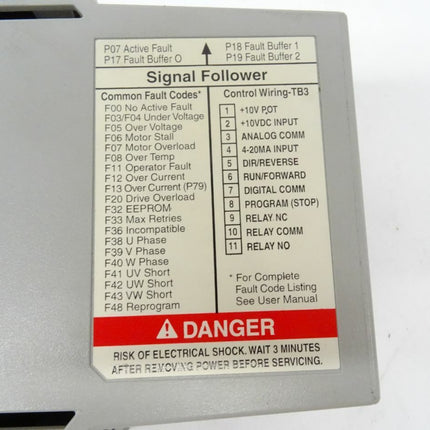 P07 Active Fault
P17 Fault Buffer O
P18 Fault Buffer 1
P19 Fault Buffer 2
Signal Follower
Common Fault Codes*
F00 No Active Fault
F03/F04 Under Voltage
F05 Over Voltage
F06 Motor Stall
F07 Motor Overload
F08 Over Temp
F11 Operator Fault
F12 Over Current
F13 Over Current (P79)
F20 Drive Overload
F32 EEPROM
F33 Max Retries
F36 Incompatible
F38 U Phase
F39 V Phase
F40 W Phase
F41 UV Short
F42 UW Short
F43 VW Short
F48 Reprogram
Control Wiring-TB3
1 +10V POT
2 +10VDC INPUT
3 ANALOG COMM
4 4-20MA INPUT
5 DIR/REVERSE
6 RUN/FORWARD
7 DIGITAL COMM
8 PROGRAM (STOP)
9 RELAY NC
10 RELAY COMM
11 RELAY NO
* For Complete
Fault Code Listing
See User Manual
DANGER
RISK OF ELECTRICAL SHOCK. WAIT 3 MINUTES
AFTER REMOVING POWER BEFORE SERVICING.